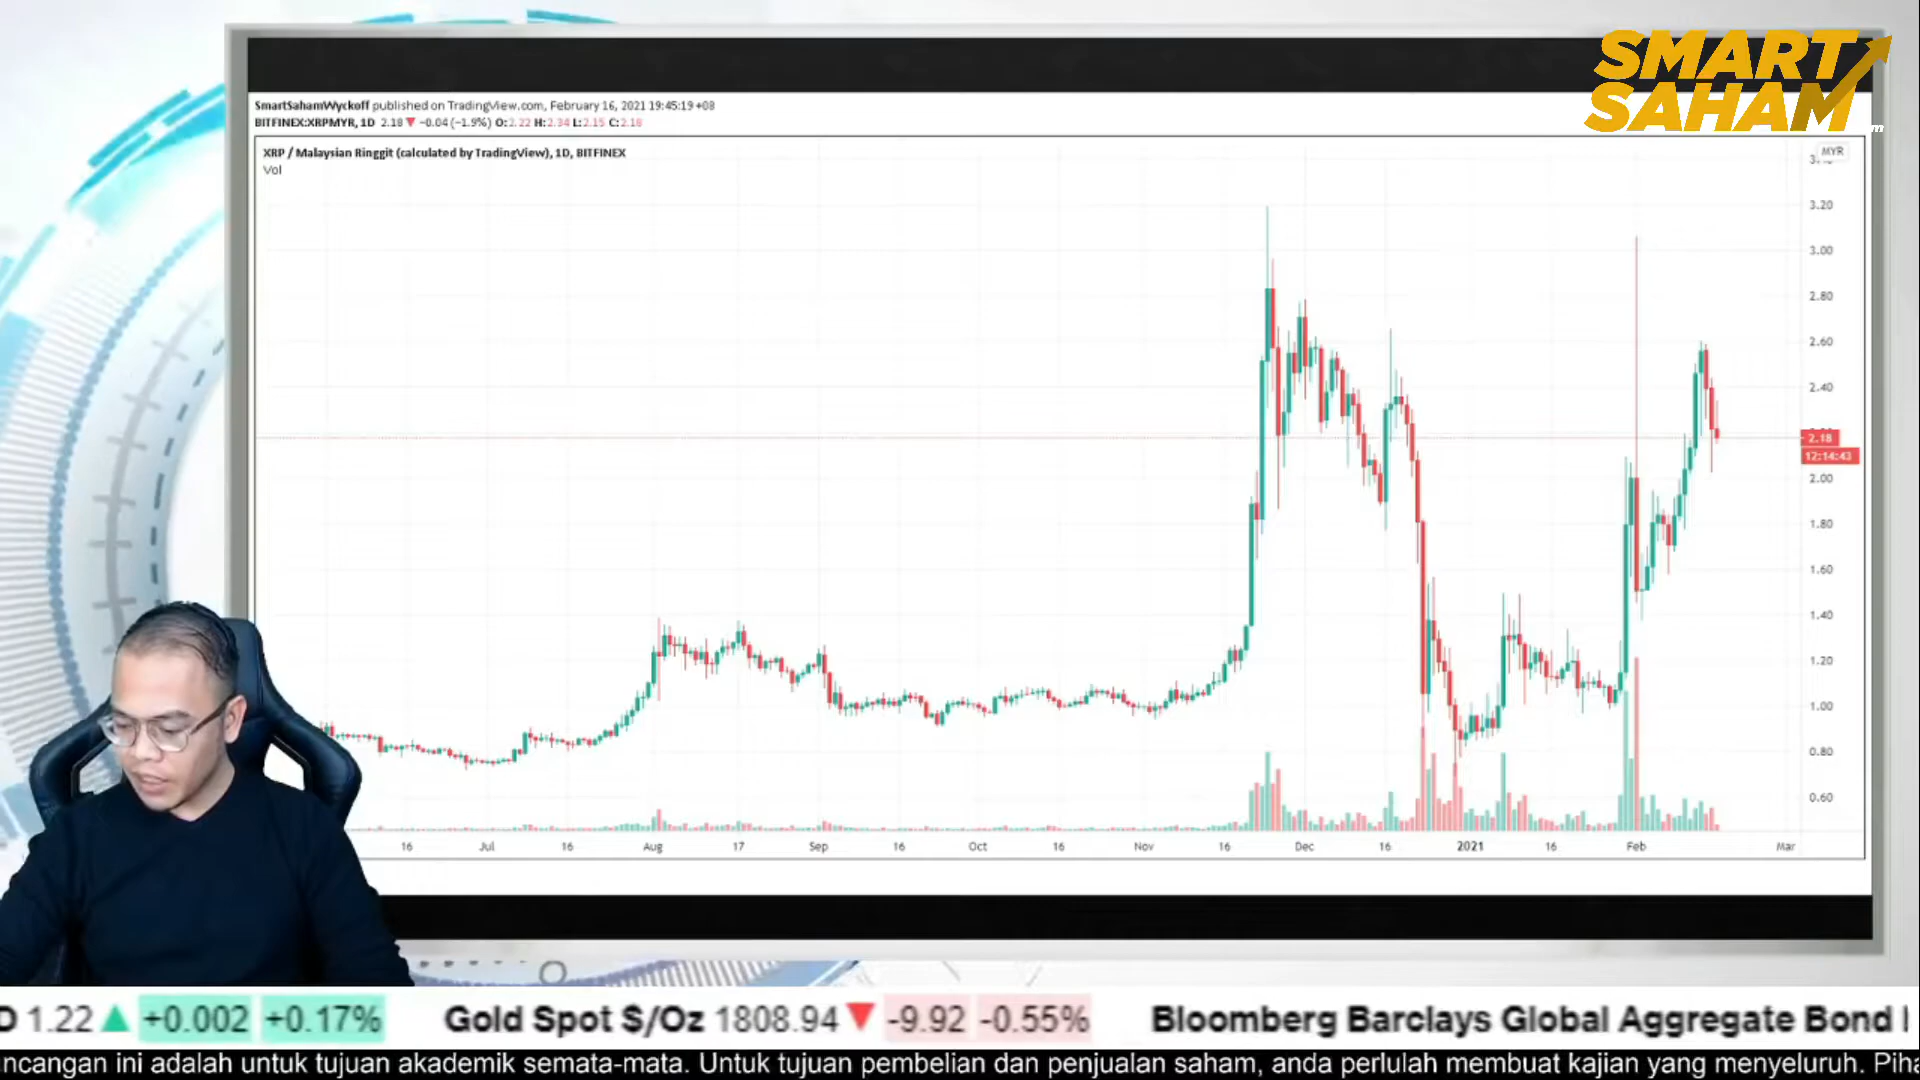 SMART
SAHAM
SmartSahamWyckoff published on TradingView.com, February 16, 2021 19:45:19 +08
BITFINEX:XRPMYR, 1D 2.18 ▼ −0.04 (−1.9%) O:2.22 H:2.34 L:2.15 C:2.18
XRP / Malaysian Ringgit (calculated by TradingView), 1D, BITFINEX
MYR
Vol
3.20
3.00
2.80
2.60
2.40
2.18
12:14:43
2.00
1.80
1.60
1.40
1.20
1.00
0.80
0.60
16 Jul 16 Aug 17 Sep 16 Oct 16 Nov 16 Dec 16 2021 16 Feb Mar
D 1.22 ▲ +0.002 +0.17% Gold Spot $/Oz 1808.94 ▼ -9.92 -0.55% Bloomberg Barclays Global Aggregate Bond
ncangan ini adalah untuk tujuan akademik semata-mata. Untuk tujuan pembelian dan penjualan saham, anda perlulah membuat kajian yang menyeluruh. Piha